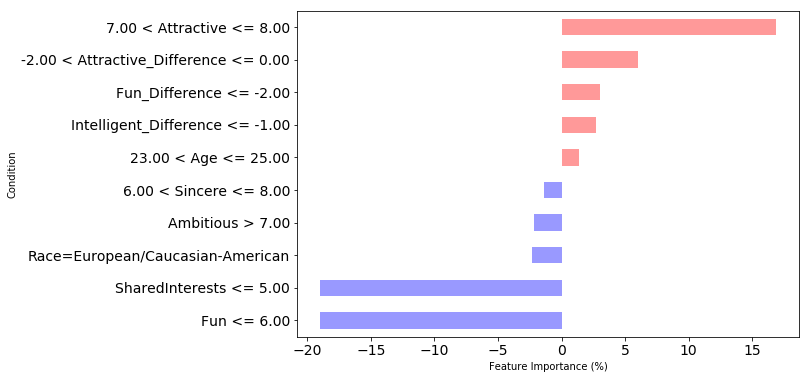 7.00 < Attractive <= 8.00
-2.00 < Attractive_Difference <= 0.00
Fun_Difference <= -2.00
Intelligent_Difference <= -1.00
23.00 < Age <= 25.00
6.00 < Sincere <= 8.00
Ambitious > 7.00
Race=European/Caucasian-American
SharedInterests <= 5.00
Fun <= 6.00
Condition
−20 −15 −10 −5 0 5 10 15
Feature Importance (%)